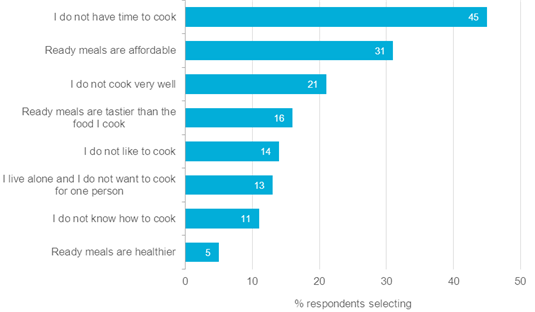 I do not have time to cook 45
Ready meals are affordable 31
I do not cook very well 21
Ready meals are tastier than the
food I cook 16
I do not like to cook 14
I live alone and I do not want to cook
for one person 13
I do not know how to cook 11
Ready meals are healthier 5
0 10 20 30 40 50
% respondents selecting